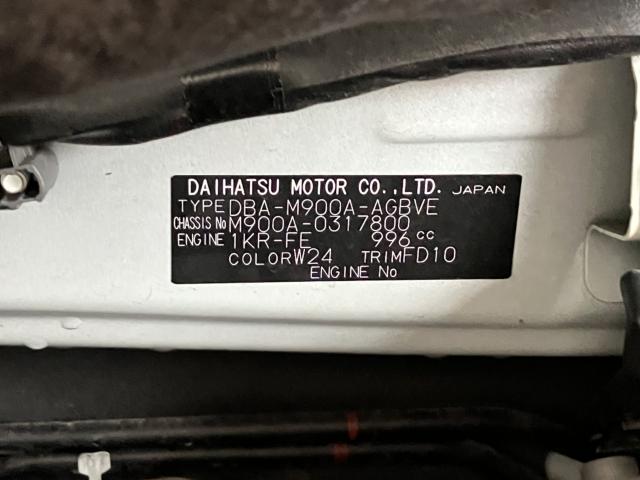 DAIHATSU MOTOR CO.,LTD. JAPAN
TYPE DBA-M900A-AGBVE
CHASSIS No M900A-0317800
ENGINE 1KR-FE 996 CC
COLOR W24 TRIM FD10
ENGINE No